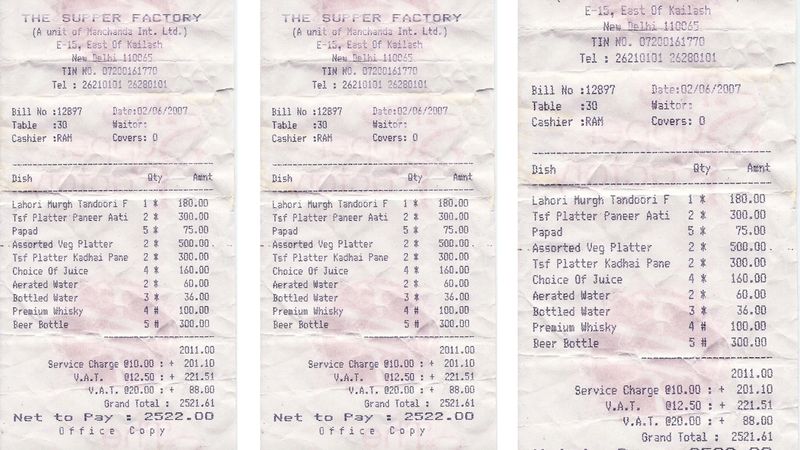 THE SUPPER FACTORY
(A unit of Manchanda Int. Ltd.)
E-15, East Of Kailash
New Delhi 110065
TIN NO. 07200161770
Tel : 26210101 26280101
Bill No :12897 Date:02/06/2007
Table :30 Waitor:
Cashier :RAM Covers: 0
Dish Qty Amnt
Lahori Murgh Tandoori F 1 * 180.00
Tsf Platter Paneer Aati 2 * 300.00
Papad 5 * 75.00
Assorted Veg Platter 2 * 500.00
Tsf Platter Kadhai Pane 2 * 300.00
Choice Of Juice 4 * 160.00
Aerated Water 2 * 60.00
Bottled Water 3 * 36.00
Premium Whisky 4 # 100.00
Beer Bottle 5 # 300.00
2011.00
Service Charge @10.00 : + 201.10
V.A.T. @12.50 : + 221.51
V.A.T. @20.00 : + 88.00
Grand Total : 2521.61
Net to Pay : 2522.00
Office Copy
THE SUPPER FACTORY
(A unit of Manchanda Int. Ltd.)
E-15, East Of Kailash
New Delhi 110065
TIN NO. 07200161770
Tel : 26210101 26280101
Bill No :12897 Date:02/06/2007
Table :30 Waitor:
Cashier :RAM Covers: 0
Dish Qty Amnt
Lahori Murgh Tandoori F 1 * 180.00
Tsf Platter Paneer Aati 2 * 300.00
Papad 5 * 75.00
Assorted Veg Platter 2 * 500.00
Tsf Platter Kadhai Pane 2 * 300.00
Choice Of Juice 4 * 160.00
Aerated Water 2 * 60.00
Bottled Water 3 * 36.00
Premium Whisky 4 # 100.00
Beer Bottle 5 # 300.00
2011.00
Service Charge @10.00 : + 201.10
V.A.T. @12.50 : + 221.51
V.A.T. @20.00 : + 88.00
Grand Total : 2521.61
Net to Pay : 2522.00
Office Copy
E-15, East Of Kailash
New Delhi 110065
TIN NO. 07200161770
Tel : 26210101 26280101
Bill No :12897 Date:02/06/2007
Table :30 Waitor:
Cashier :RAM Covers: 0
Dish Qty Amnt
Lahori Murgh Tandoori F 1 * 180.00
Tsf Platter Paneer Aati 2 * 300.00
Papad 5 * 75.00
Assorted Veg Platter 2 * 500.00
Tsf Platter Kadhai Pane 2 * 300.00
Choice Of Juice 4 * 160.00
Aerated Water 2 * 60.00
Bottled Water 3 * 36.00
Premium Whisky 4 # 100.00
Beer Bottle 5 # 300.00
2011.00
Service Charge @10.00 : + 201.10
V.A.T. @12.50 : + 221.51
V.A.T. @20.00 : + 88.00
Grand Total : 2521.61